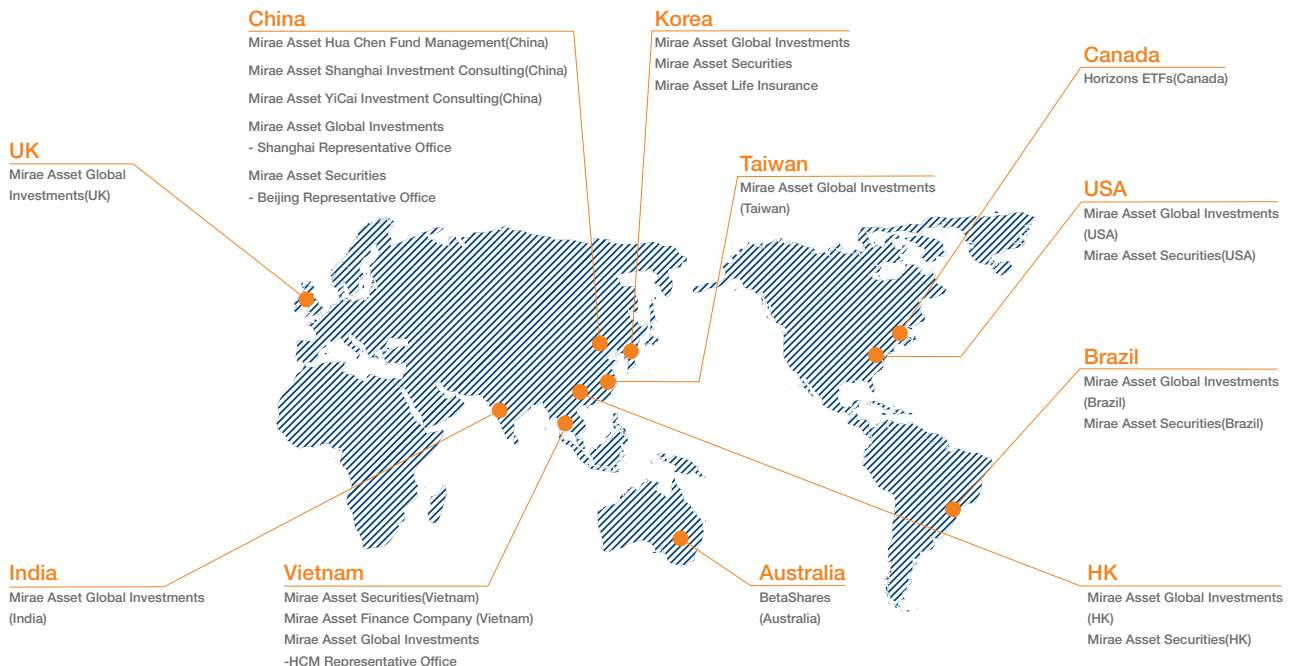 China
Mirae Asset Hua Chen Fund Management(China)
Mirae Asset Shanghai Investment Consulting(China)
Mirae Asset YiCai Investment Consulting(China)
Mirae Asset Global Investments
- Shanghai Representative Office
Mirae Asset Securities
- Beijing Representative Office
Korea
Mirae Asset Global Investments
Mirae Asset Securities
Mirae Asset Life Insurance
Canada
Horizons ETFs(Canada)
UK
Mirae Asset Global
Investments(UK)
Taiwan
Mirae Asset Global Investments
(Taiwan)
USA
Mirae Asset Global Investments
(USA)
Mirae Asset Securities(USA)
Brazil
Mirae Asset Global Investments
(Brazil)
Mirae Asset Securities(Brazil)
India
Mirae Asset Global Investments
(India)
Vietnam
Mirae Asset Securities(Vietnam)
Mirae Asset Finance Company (Vietnam)
Mirae Asset Global Investments
-HCM Representative Office
Australia
BetaShares
(Australia)
HK
Mirae Asset Global Investments
(HK)
Mirae Asset Securities(HK)